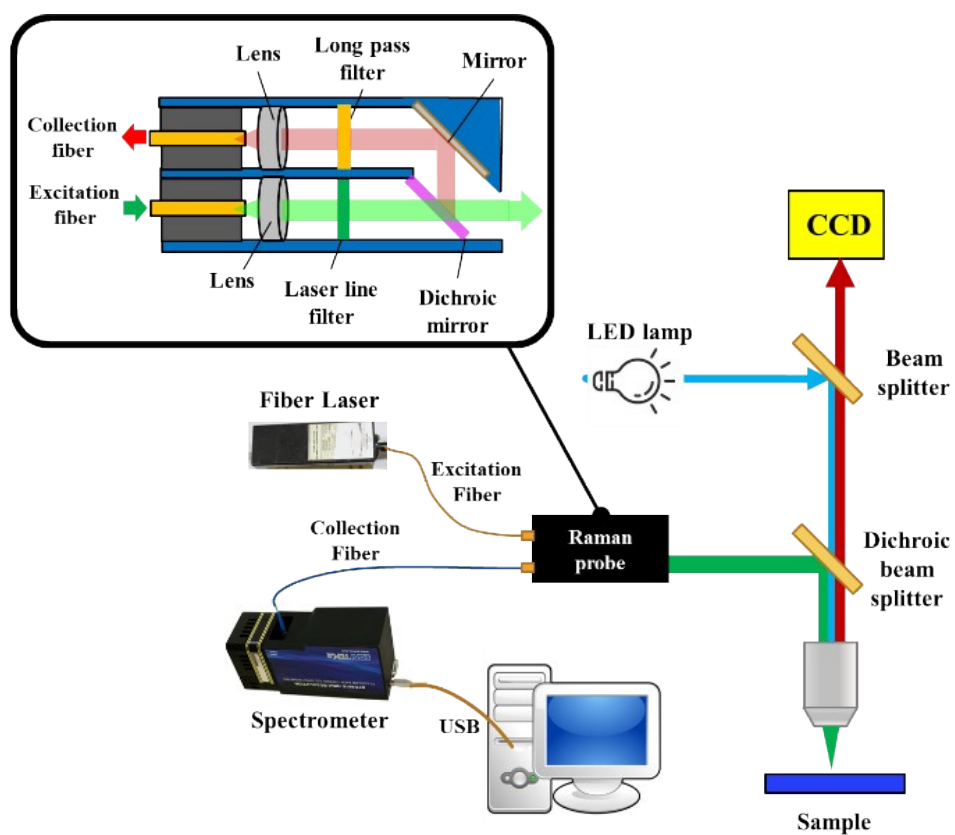 Lens
Long pass
filter
Mirror
Collection
fiber
Excitation
fiber
Lens
Laser line
filter
Dichroic
mirror
CCD
LED lamp
Beam
splitter
Fiber Laser
Excitation
Fiber
Collection
Fiber
Raman
probe
Dichroic
beam
splitter
Spectrometer
USB
Sample